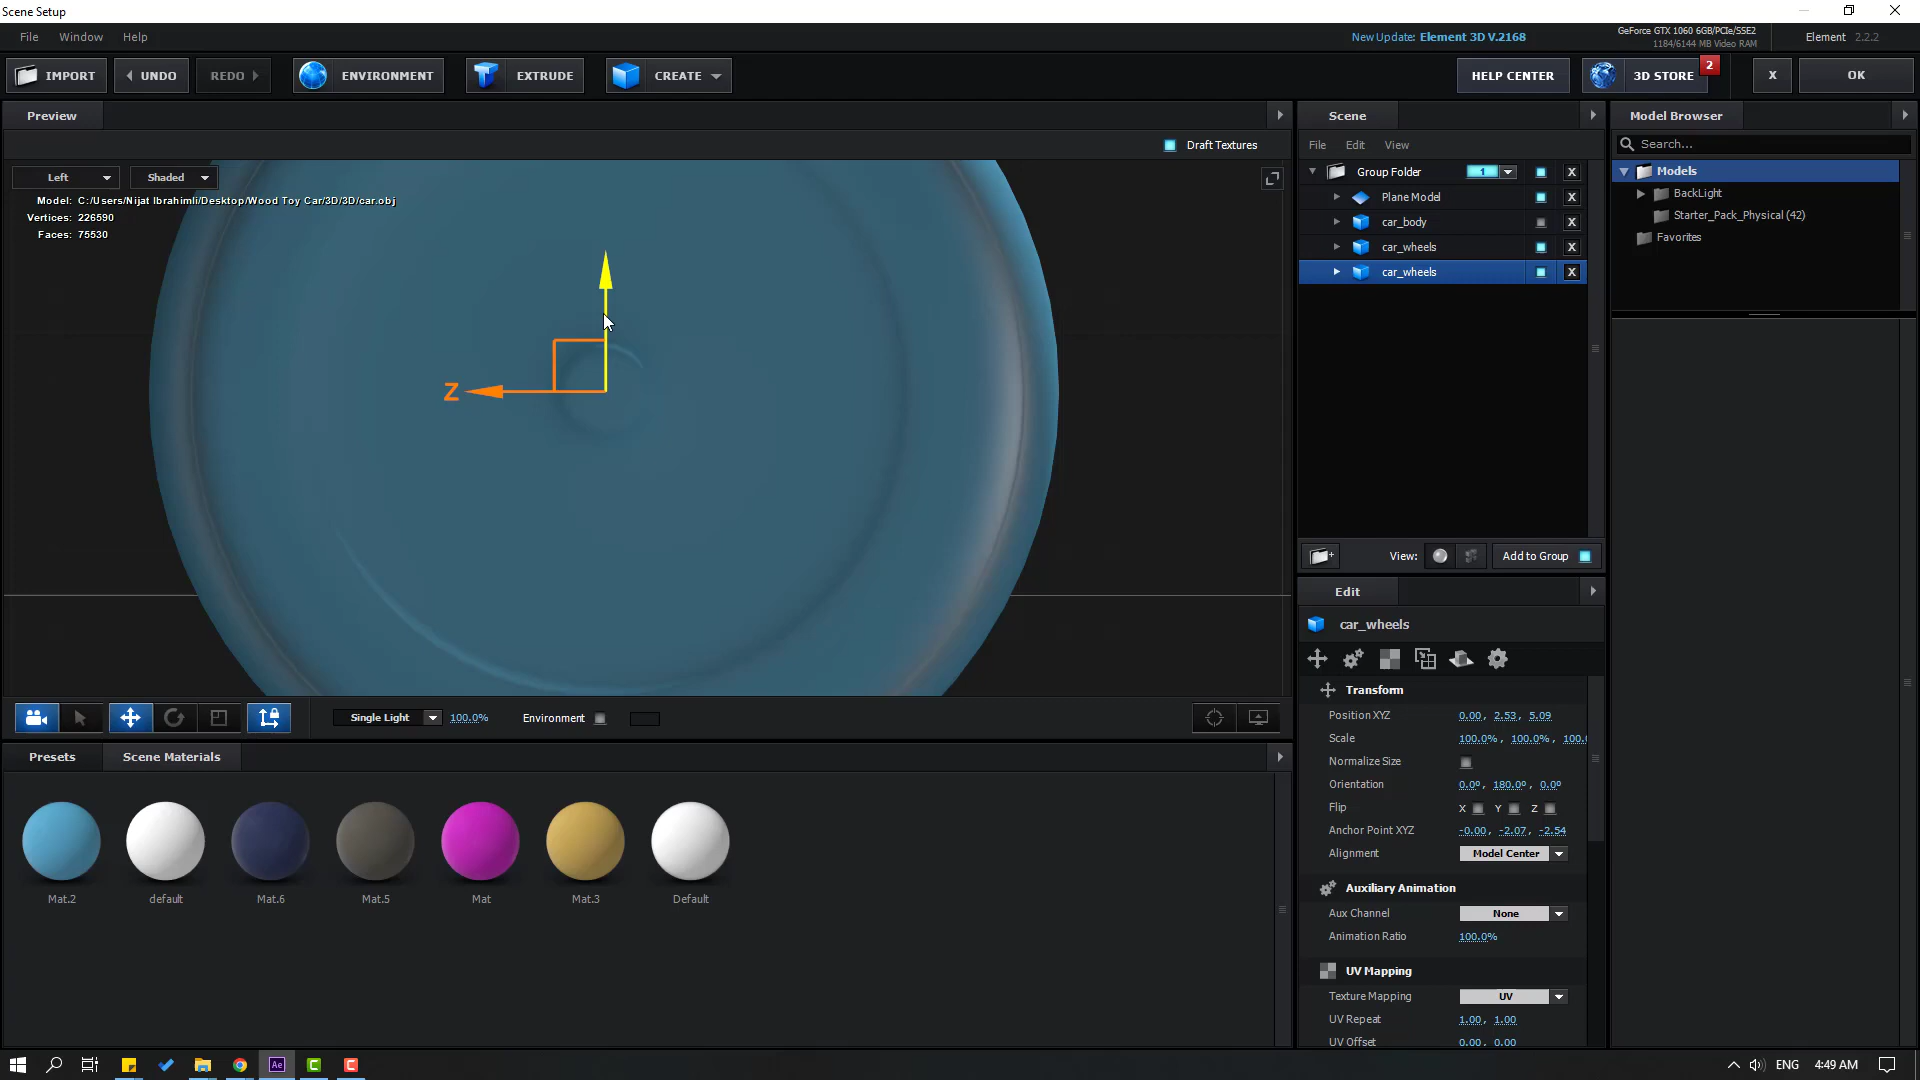 Scene Setup
File Window Help
New Update: Element 3D V.2168
GeForce GTX 1060 6GB/PCIe/SSE2
1184/6144 MB Video RAM
Element 2.2.2
IMPORT UNDO REDO ENVIRONMENT EXTRUDE CREATE HELP CENTER 3D STORE 2 X OK
Preview
Draft Textures
Left Shaded
Model: C:/Users/Nijat Ibrahimli/Desktop/Wood Toy Car/3D/3D/car.obj
Vertices: 226590
Faces: 75530
Z
Single Light 100.0% Environment
Presets Scene Materials
Mat.2 default Mat.6 Mat.5 Mat Mat.3 Default
Scene
File Edit View
Group Folder 1 X
Plane Model X
car_body X
car_wheels X
car_wheels X
View: Add to Group
Edit
car_wheels
Transform
Position XYZ 0.00, 2.53, 5.09
Scale 100.0%, 100.0%, 100.0
Normalize Size
Orientation 0.0º, 180.0º, 0.0º
Flip X Y Z
Anchor Point XYZ -0.00, -2.07, -2.54
Alignment Model Center
Auxiliary Animation
Aux Channel None
Animation Ratio 100.0%
UV Mapping
Texture Mapping UV
UV Repeat 1.00, 1.00
UV Offset 0.00, 0.00
Model Browser
Search...
Models
BackLight
Starter_Pack_Physical (42)
Favorites
Ae C C ENG 4:49 AM